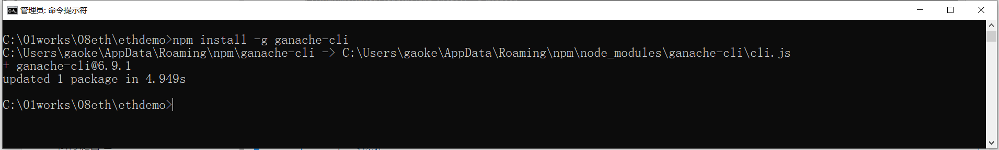 管理员: 命令提示符
C:\01works\08eth\ethdemo>npm install -g ganache-cli
C:\Users\gaoke\AppData\Roaming\npm\ganache-cli -> C:\Users\gaoke\AppData\Roaming\npm\node_modules\ganache-cli\cli.js
+ ganache-cli@6.9.1
updated 1 package in 4.949s
C:\01works\08eth\ethdemo>